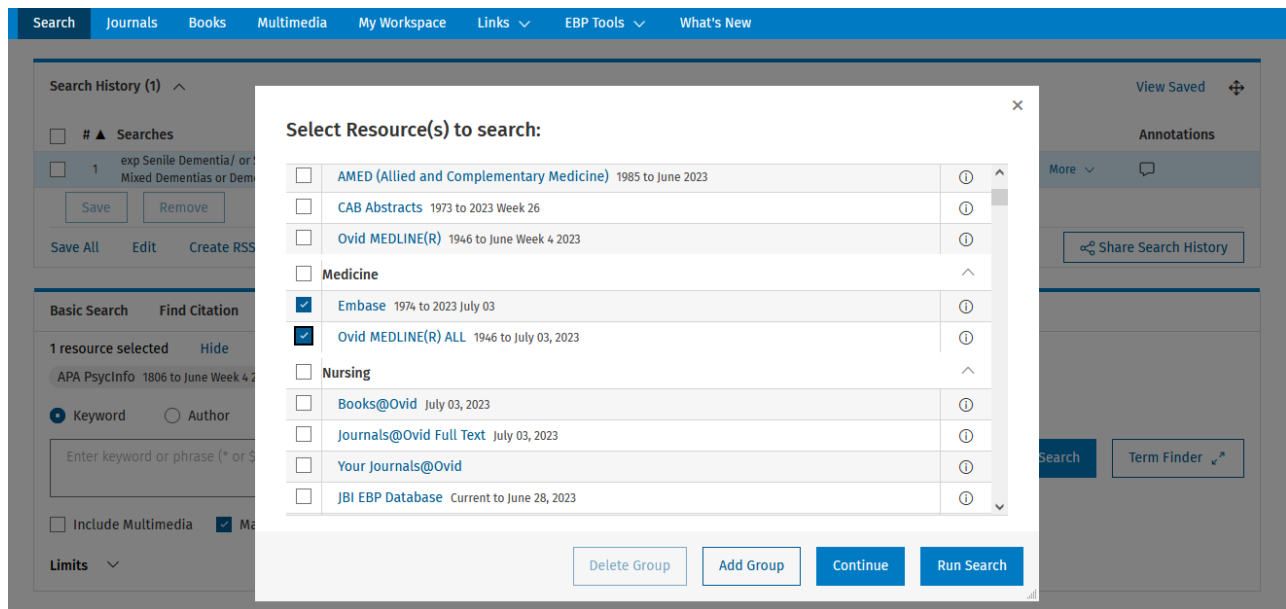 Search Journals Books Multimedia My Workspace Links EBP Tools What's New
Search History (1)
View Saved
# ▲ Searches
Annotations
1 exp Senile Dementia/ or
Mixed Dementias or Dem
More
Save Remove
Save All Edit Create RSS
Share Search History
Basic Search Find Citation
1 resource selected Hide
APA PsycInfo 1806 to June Week 4 2
Keyword Author
Enter keyword or phrase (* or $
Search Term Finder
Include Multimedia Ma
Limits
×
Select Resource(s) to search:
AMED (Allied and Complementary Medicine) 1985 to June 2023
CAB Abstracts 1973 to 2023 Week 26
Ovid MEDLINE(R) 1946 to June Week 4 2023
Medicine
Embase 1974 to 2023 July 03
Ovid MEDLINE(R) ALL 1946 to July 03, 2023
Nursing
Books@Ovid July 03, 2023
Journals@Ovid Full Text July 03, 2023
Your Journals@Ovid
JBI EBP Database Current to June 28, 2023
Delete Group Add Group Continue Run Search